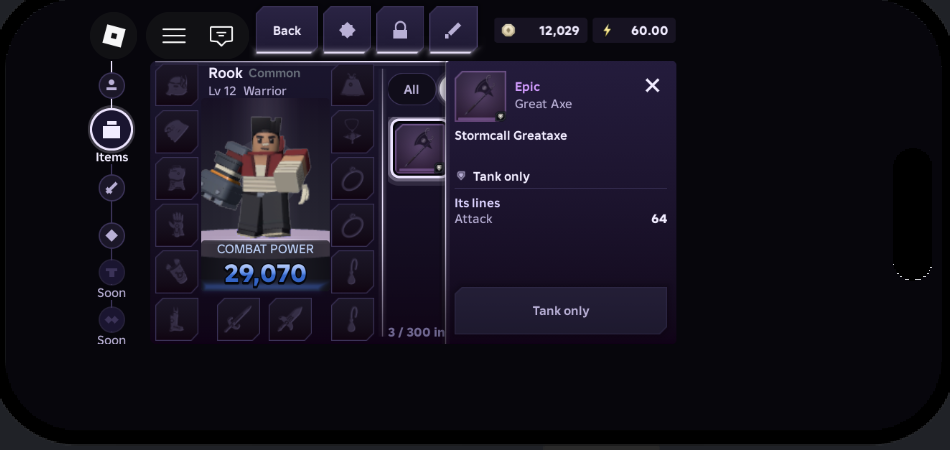 Back
12,029
60.00
Items
Soon
Soon
Rook Common
Lv 12 Warrior
COMBAT POWER
29,070
All
3 / 300 in
Epic
Great Axe
Stormcall Greataxe
Tank only
Its lines
Attack 64
Tank only